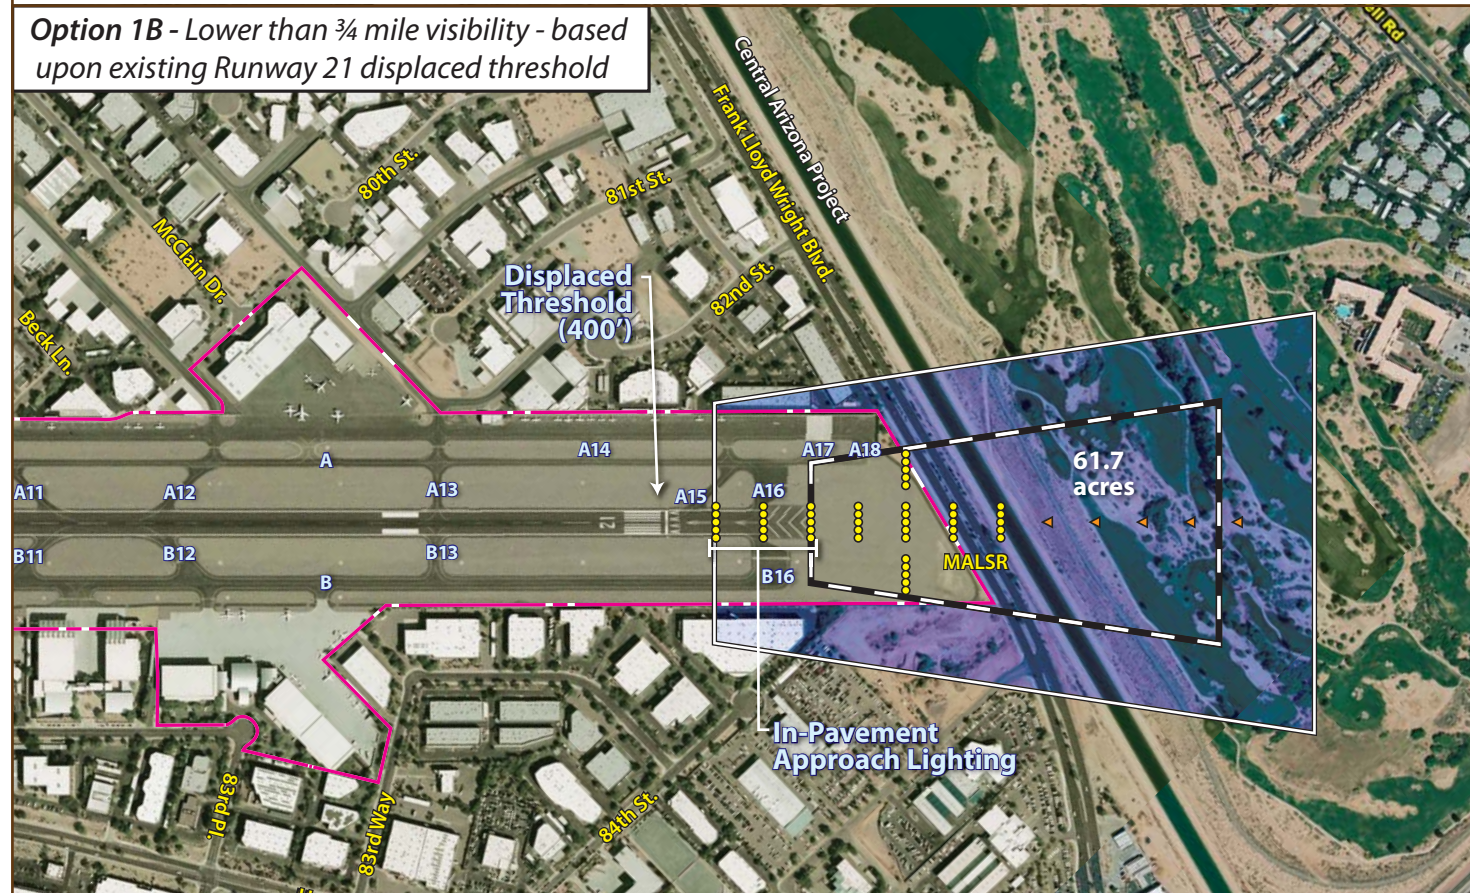 Option 1B - Lower than ¾ mile visibility - based
upon existing Runway 21 displaced threshold
ell Rd
Central Arizona Project
Frank Lloyd Wright Blvd.
80th St.
81st St.
82nd St.
McClain Dr.
Beck Ln.
Displaced
Threshold
(400')
A14
A17
A18
A
61.7
acres
A11
A12
A13
A15
A16
21
B11
B12
B13
B
B16
MALSR
In-Pavement
Approach Lighting
83rd Pl.
83rd Way
84th St.